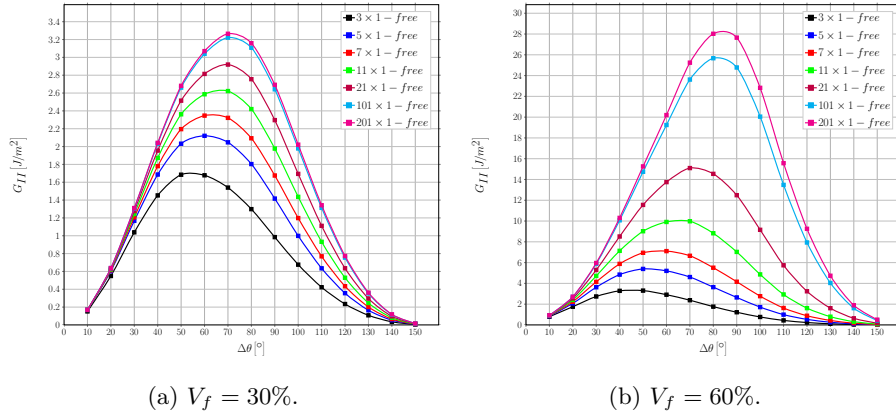 3.4
3.2
3
2.8
2.6
2.4
2.2
2
1.8
1.6
1.4
1.2
1
0.8
0.6
0.4
0.2
0
G_{II} [J/m²]
0 10 20 30 40 50 60 70 80 90 100 110 120 130 140 150
Δθ[°]
3 × 1 − free
5 × 1 − free
7 × 1 − free
11 × 1 − free
21 × 1 − free
101 × 1 − free
201 × 1 − free
(a) V_f = 30%.
30
28
26
24
22
20
18
16
14
12
10
8
6
4
2
0
G_{II} [J/m²]
0 10 20 30 40 50 60 70 80 90 100 110 120 130 140 150
Δθ[°]
3 × 1 − free
5 × 1 − free
7 × 1 − free
11 × 1 − free
21 × 1 − free
101 × 1 − free
201 × 1 − free
(b) V_f = 60%.